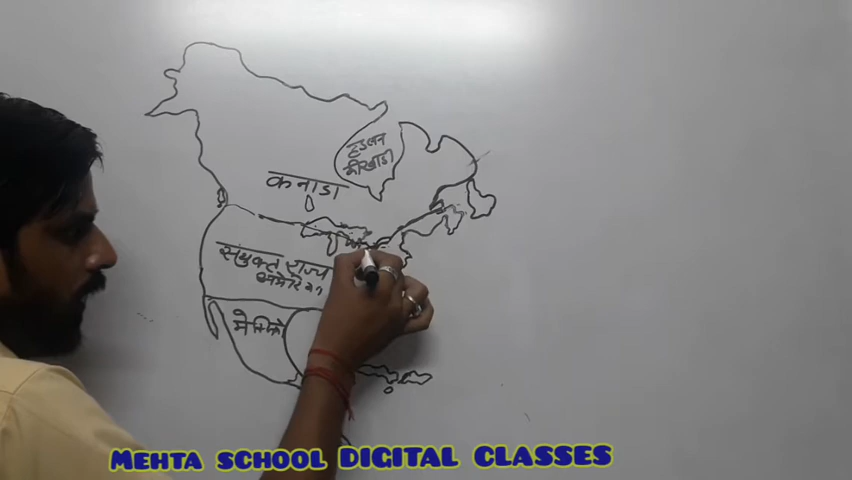 हडसन
की खाडी
कनाडा
संयुक्त राज्य
अमेरिका
मेक्सिको
MEHTA SCHOOL DIGITAL CLASSES